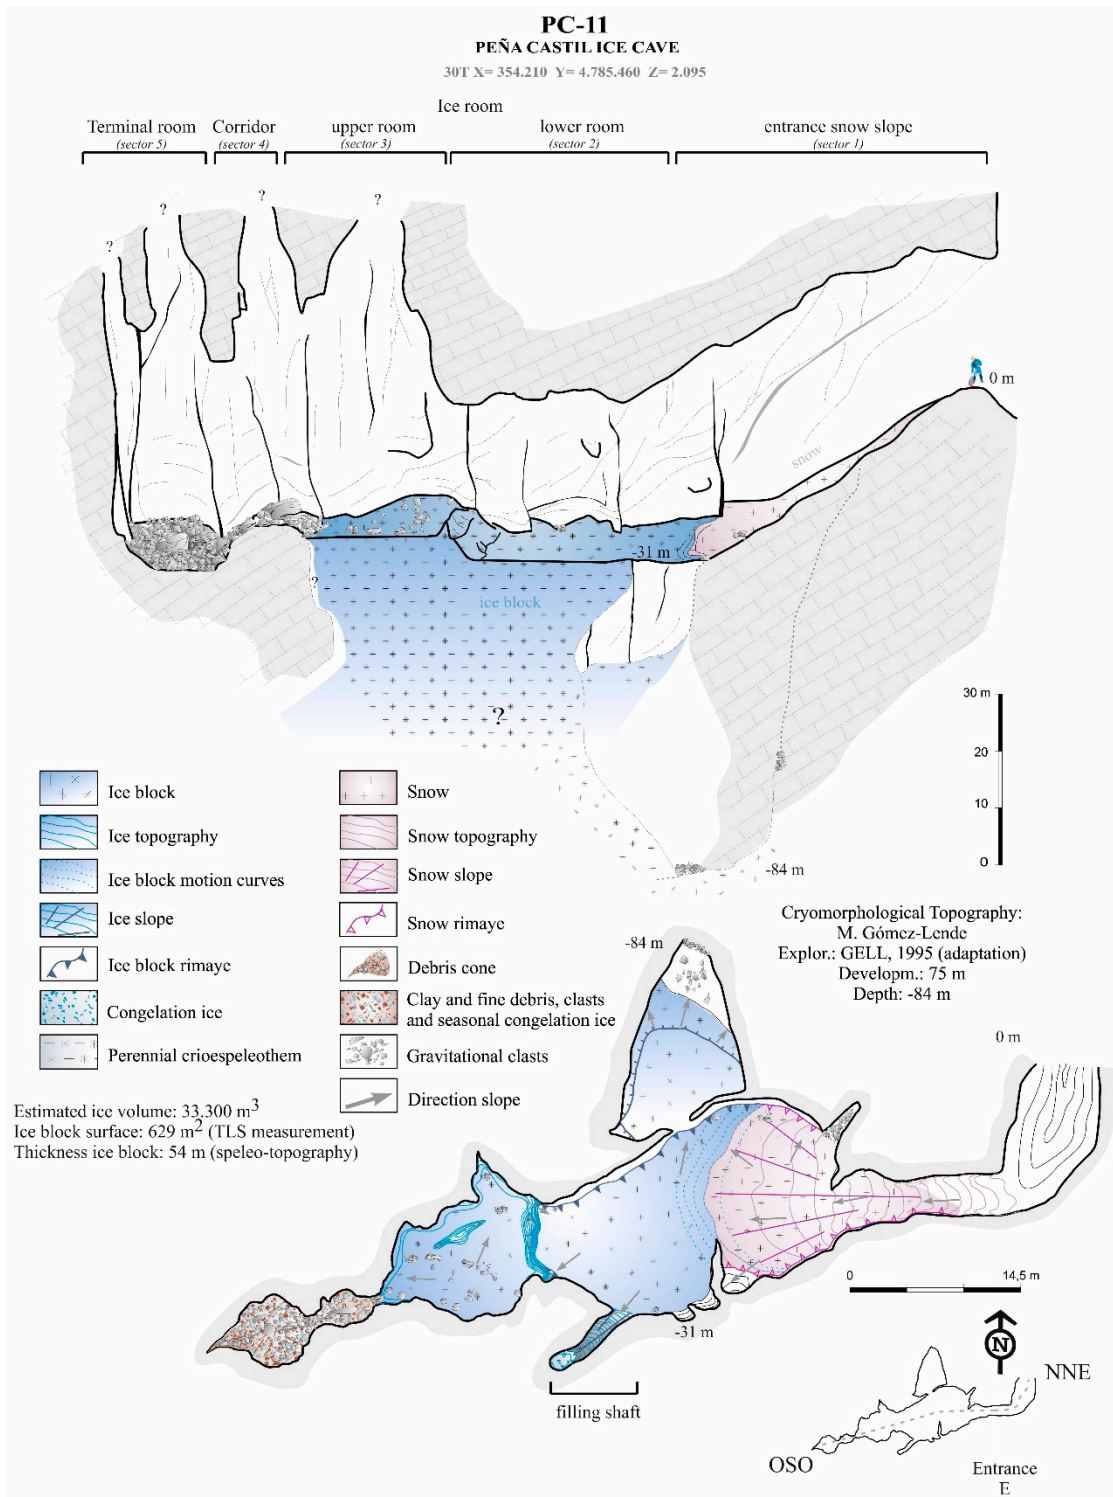 PC-11
PEÑA CASTIL ICE CAVE
30T X= 354.210 Y= 4.785.460 Z= 2.095
Ice room
Terminal room
(sector 5)
Corridor
(sector 4)
upper room
(sector 3)
lower room
(sector 2)
entrance snow slope
(sector 1)
?
?
?
?
0 m
snow
-31 m
?
ice block
?
30 m
20
10
0
-84 m
Ice block
Ice topography
Ice block motion curves
Ice slope
Ice block rimaye
Congelation ice
Perennial crioespeleothem
Snow
Snow topography
Snow slope
Snow rimaye
Debris cone
Clay and fine debris, clasts
and seasonal congelation ice
Gravitational clasts
Direction slope
Estimated ice volume: 33.300 m³
Ice block surface: 629 m² (TLS measurement)
Thickness ice block: 54 m (speleo-topography)
Cryomorphological Topography:
M. Gómez-Lende
Explor.: GELL, 1995 (adaptation)
Developm.: 75 m
Depth: -84 m
-84 m
0 m
0 14,5 m
-31 m
filling shaft
N
NNE
OSO
Entrance
E